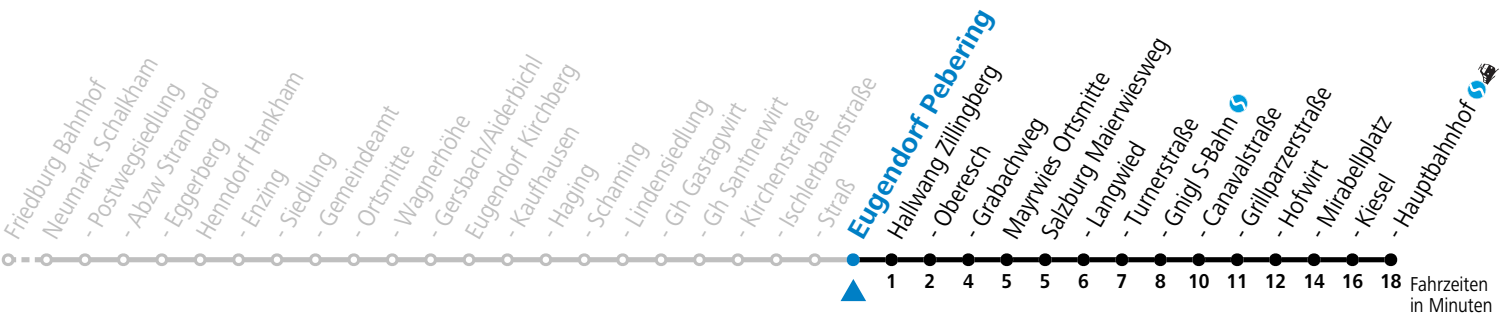 Friedburg Bahnhof
Neumarkt Schalkham
- Postwegsiedlung
- Abzw Strandbad
- Eggerberg
Henndorf Hankham
- Enzing
- Siedlung
- Gemeindeamt
- Ortsmitte
- Wagnerhöhe
- Gersbach/Aiderbichl
Eugendorf Kirchberg
- Kaufhausen
- Haging
- Schaming
- Lindensiedlung
- Gh Gastagwirt
- Gh Santnerwirt
- Kirchenstraße
- Ischlerbahnstraße
- Straß
Eugendorf Pebering
Hallwang Zillingberg
- Oberesch
- Grabachweg
Mayrwies Ortsmitte
Salzburg Maierwiesweg
- Langwied
- Turnerstraße
- Gnigl S-Bahn
- Canavalstraße
- Grillparzerstraße
- Hofwirt
- Mirabellplatz
- Kiesel
- Hauptbahnhof
1 2 4 5 5 6 7 8 10 11 12 14 16 18 Fahrzeiten
in Minuten